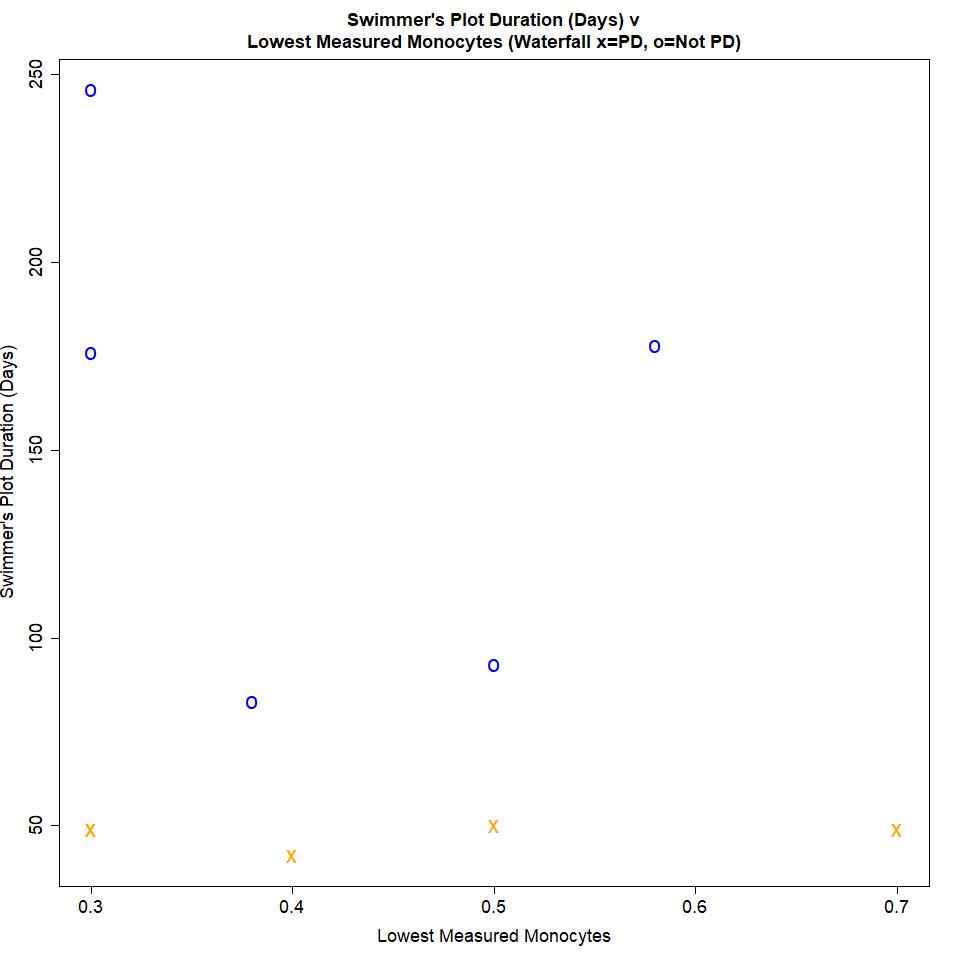 Swimmer's Plot Duration (Days) v
Lowest Measured Monocytes (Waterfall x=PD, o=Not PD)
Swimmer's Plot Duration (Days)
250
200
150
100
50
o
o
o
o
o
x
x
x
x
0.3 0.4 0.5 0.6 0.7
Lowest Measured Monocytes